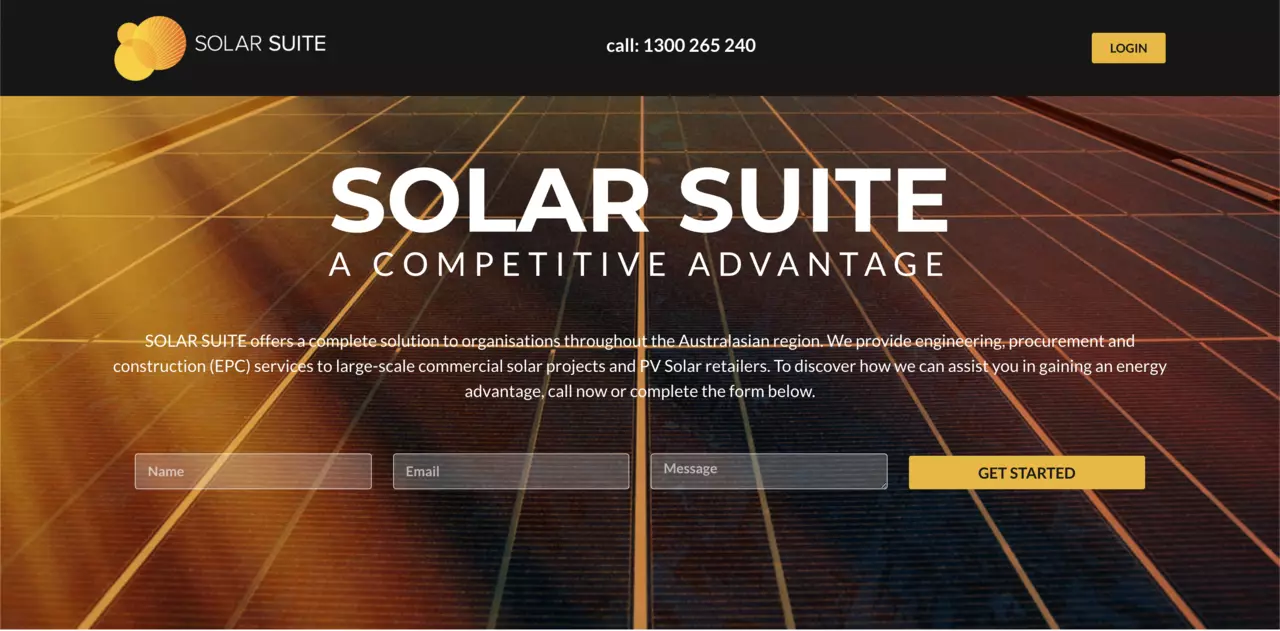 SOLAR SUITE
call: 1300 265 240
LOGIN
SOLAR SUITE
A COMPETITIVE ADVANTAGE
SOLAR SUITE offers a complete solution to organisations throughout the Australasian region. We provide engineering, procurement and
construction (EPC) services to large-scale commercial solar projects and PV Solar retailers. To discover how we can assist you in gaining an energy
advantage, call now or complete the form below.
Name
Email
Message
GET STARTED